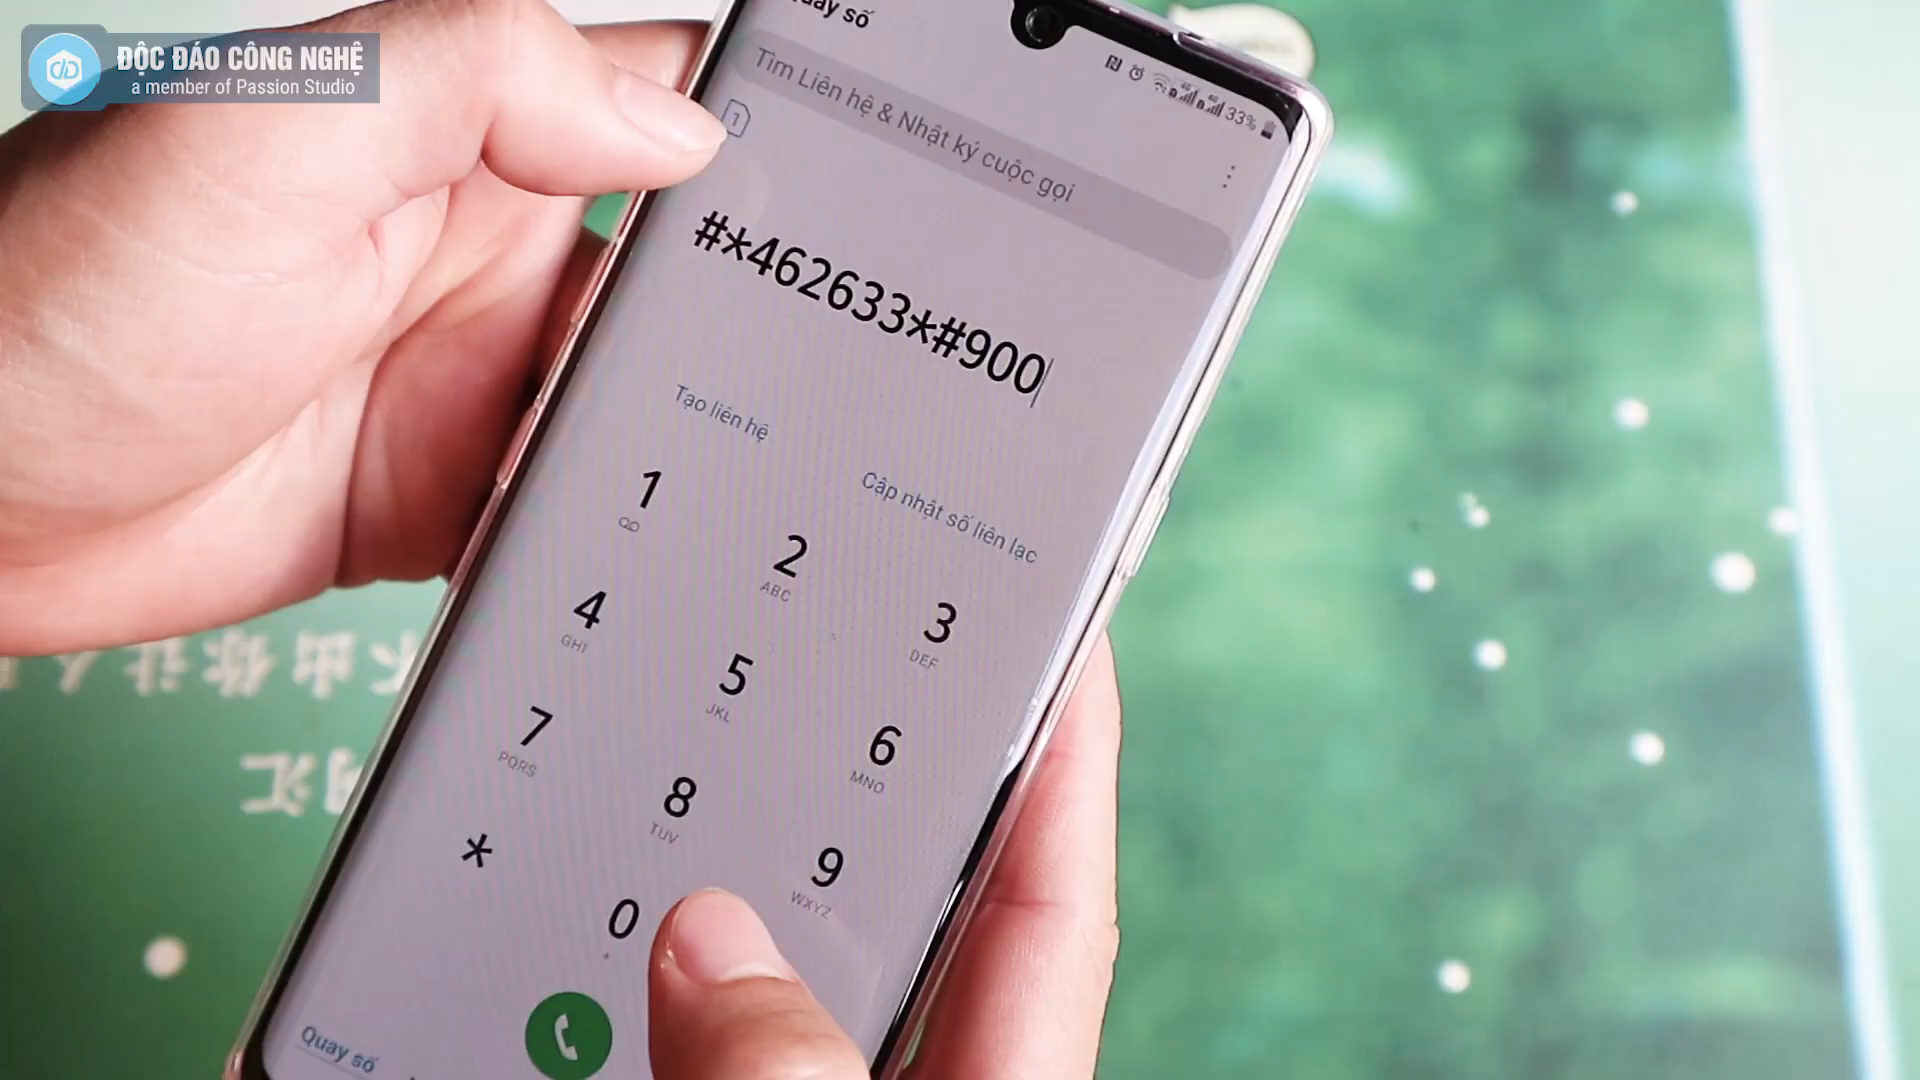 ĐỘC ĐÁO CÔNG NGHỆ
a member of Passion Studio
Quay số
33%
Tìm Liên hệ & Nhật ký cuộc gọi
1
#*462633*#900
Tạo liên hệ
Cập nhật số liên lạc
1
2
ABC
3
DEF
4
GHI
5
JKL
6
MNO
7
PQRS
8
TUV
9
WXYZ
*
0
+
Quay số